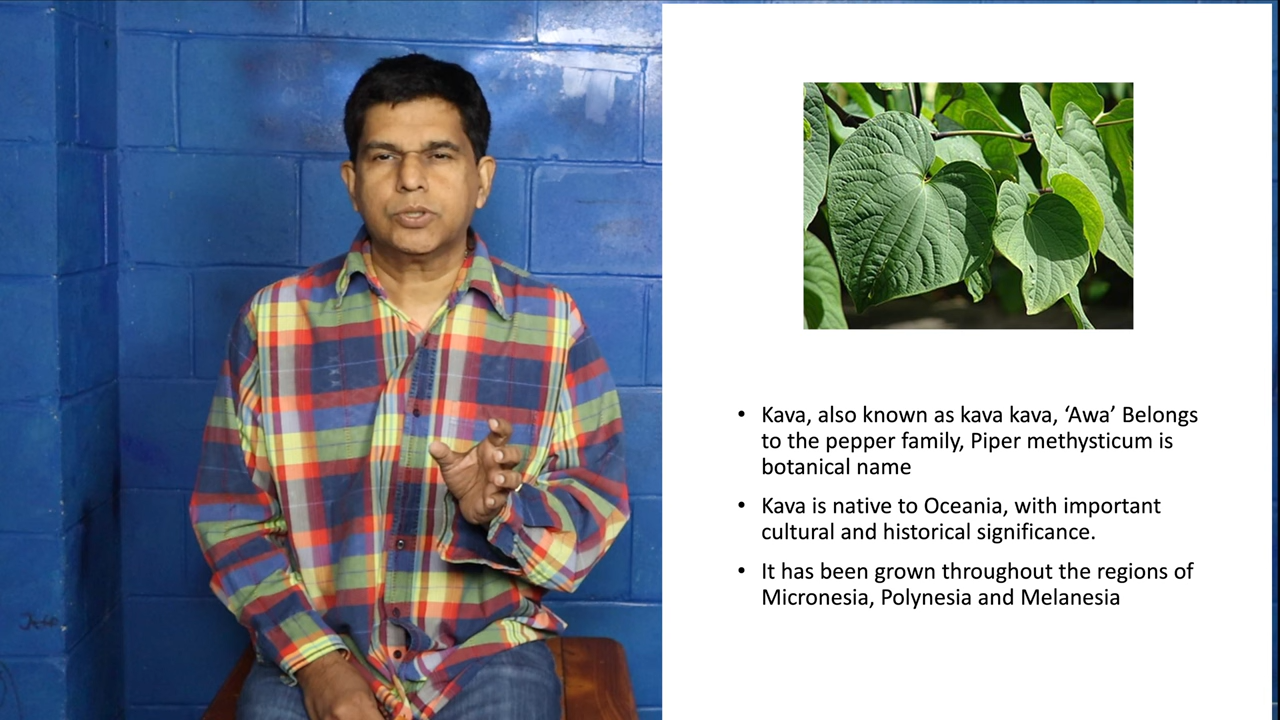 Kava, also known as kava kava, ‘Awa’ Belongs
to the pepper family, Piper methysticum is
botanical name
Kava is native to Oceania, with important
cultural and historical significance.
It has been grown throughout the regions of
Micronesia, Polynesia and Melanesia